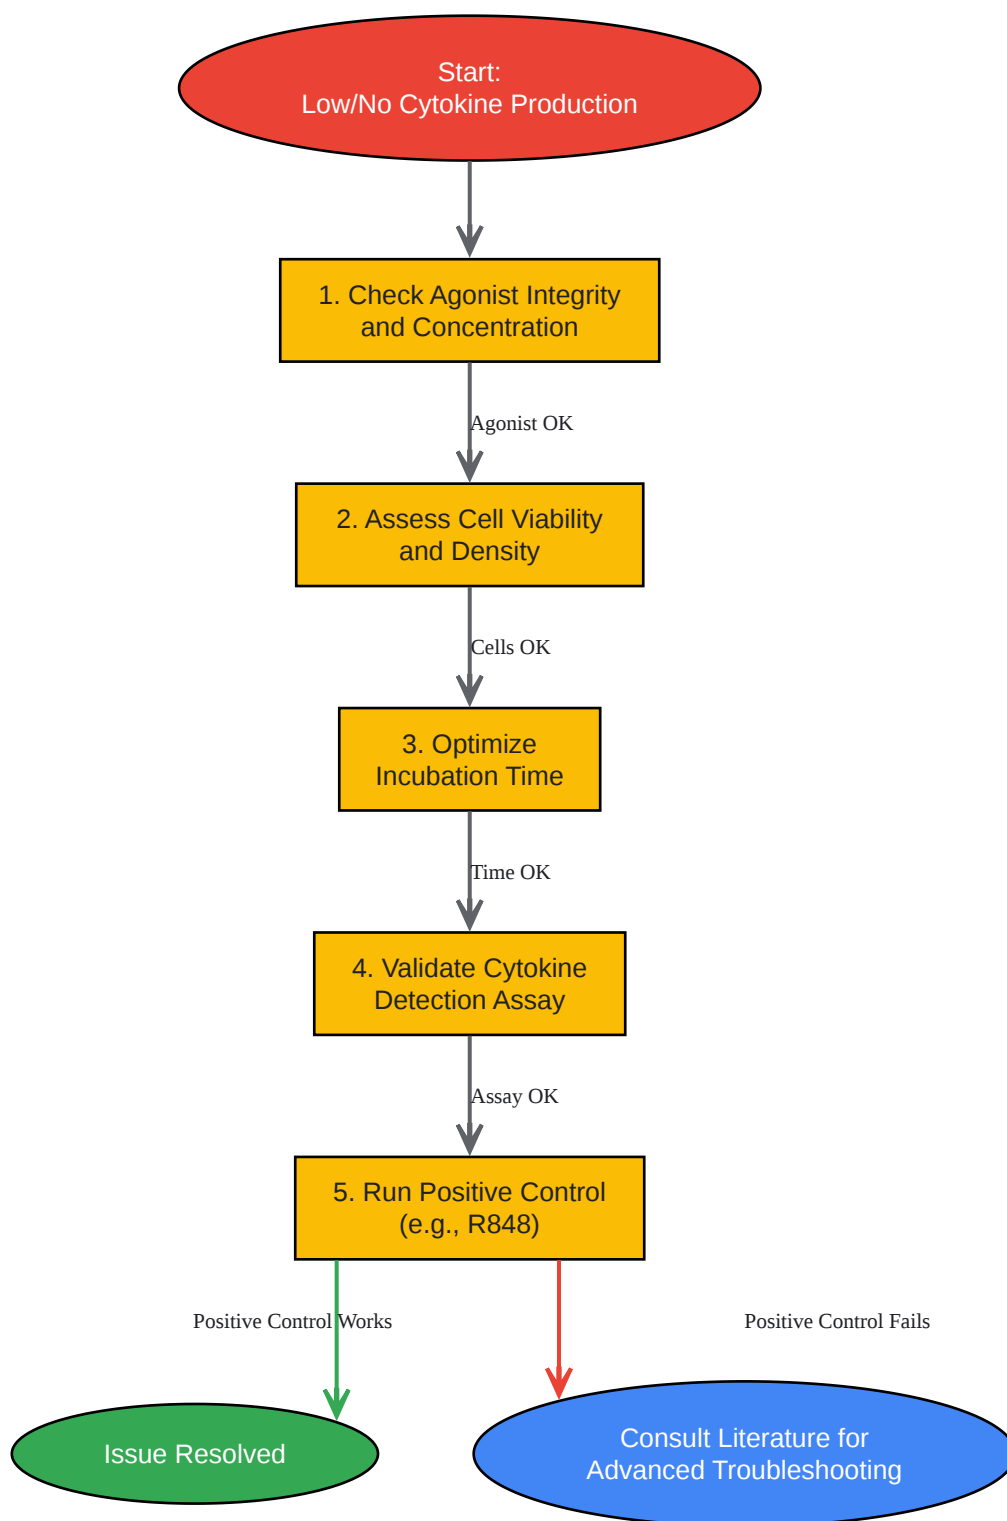 Start:
Low/No Cytokine Production
1. Check Agonist Integrity
and Concentration
Agonist OK
2. Assess Cell Viability
and Density
Cells OK
3. Optimize
Incubation Time
Time OK
4. Validate Cytokine
Detection Assay
Assay OK
5. Run Positive Control
(e.g., R848)
Positive Control Works
Positive Control Fails
Issue Resolved
Consult Literature for
Advanced Troubleshooting